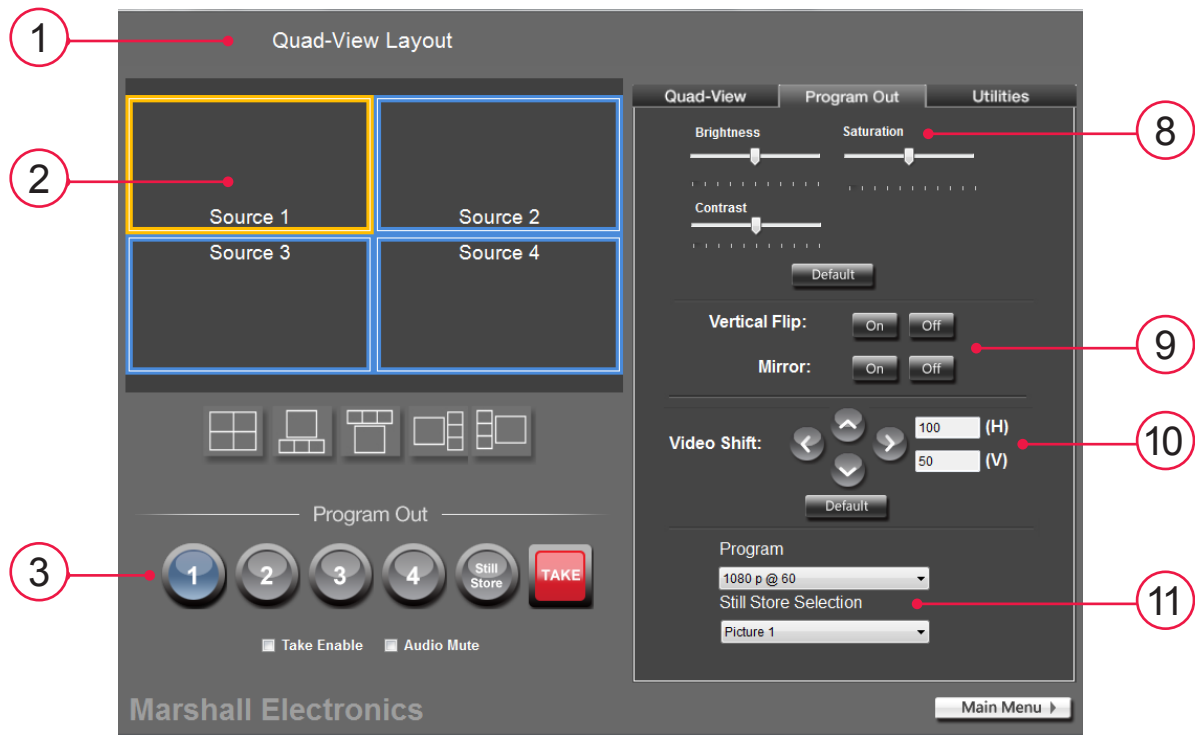 1
Quad-View Layout
2
Source 1
Source 2
Source 3
Source 4
3
Program Out
1
2
3
4
Still
Store
TAKE
Take Enable
Audio Mute
Marshall Electronics
Quad-View
Program Out
Utilities
8
Brightness
Saturation
Contrast
Default
9
Vertical Flip:
On
Off
Mirror:
On
Off
10
Video Shift:
100
(H)
50
(V)
Default
11
Program
1080 p @ 60
Still Store Selection
Picture 1
Main Menu